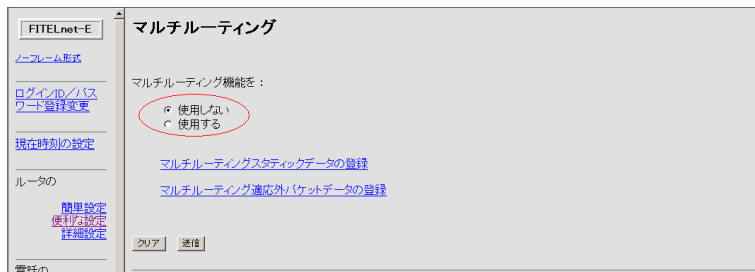 FITELnet-E
ノーフレーム形式
ログインID／パス
ワード登録変更
現在時刻の設定
ルータの
簡単設定
便利な設定
詳細設定
電話の
マルチルーティング
マルチルーティング機能を：
使用しない
使用する
マルチルーティングスタティックデータの登録
マルチルーティング適応外パケットデータの登録
クリア 送信